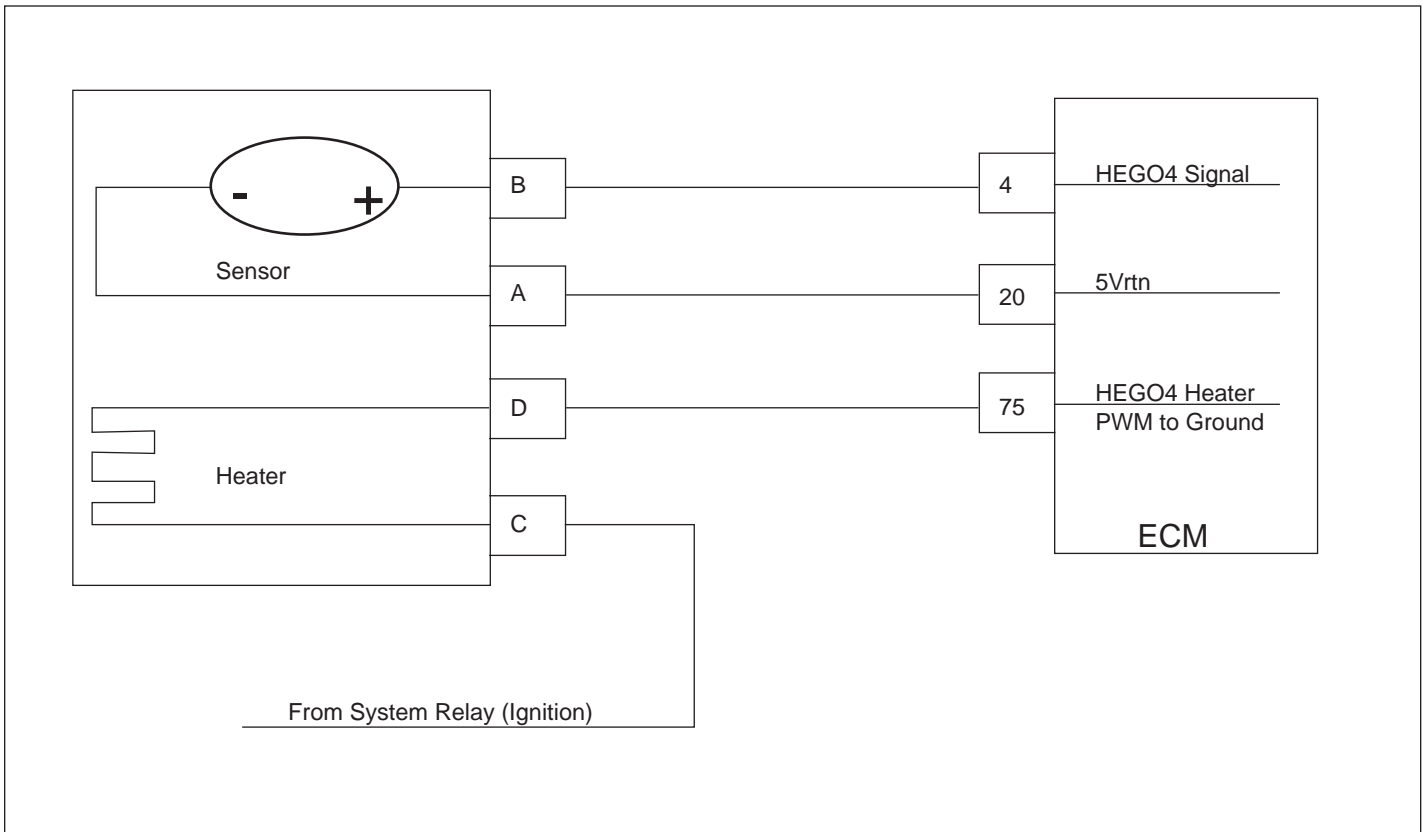 - +
B
4
HEGO4 Signal
Sensor
A
20
5Vrtn
D
75
HEGO4 Heater
PWM to Ground
Heater
C
ECM
From System Relay (Ignition)